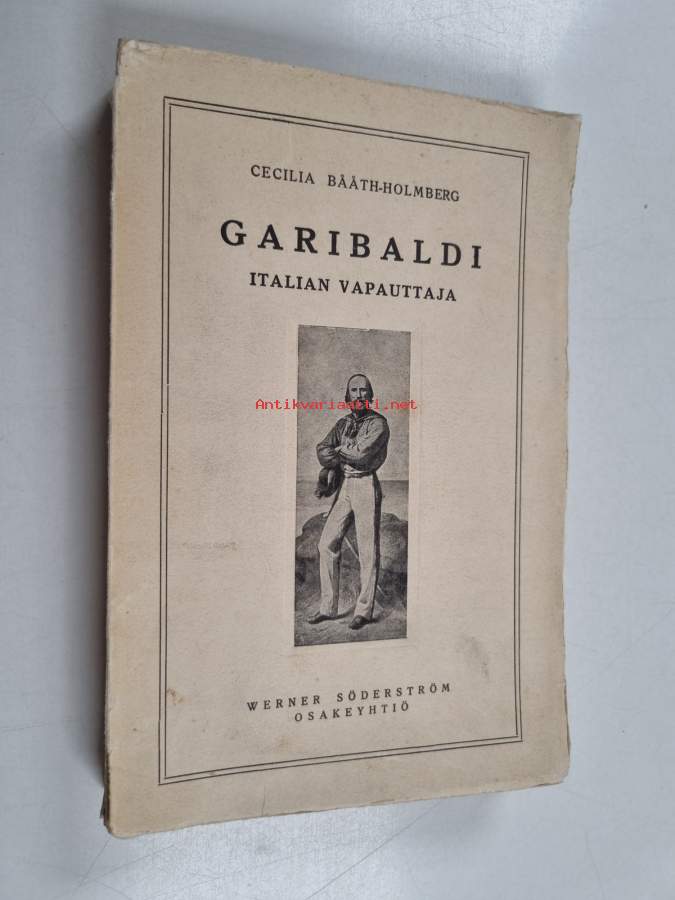 CECILIA BÅÅTH-HOLMBERG
GARIBALDI
ITALIAN VAPAUTTAJA
Antikvariaatti.net
WERNER SÖDERSTRÖM
OSAKEYHTIÖ